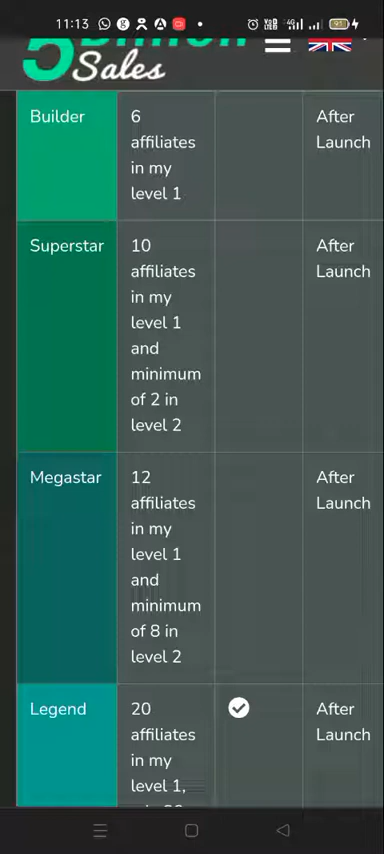 11:13
5 Billion
Sales
Builder
6
affiliates
in my
level 1
After
Launch
Superstar
10
affiliates
in my
level 1
and
minimum
of 2 in
level 2
After
Launch
Megastar
12
affiliates
in my
level 1
and
minimum
of 8 in
level 2
After
Launch
Legend
20
affiliates
in my
level 1,
After
Launch